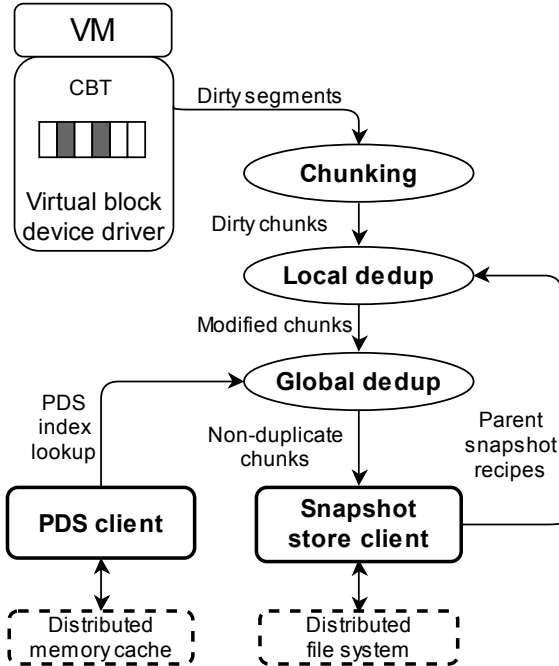 VM
CBT
Virtual block
device driver
Dirty segments
Chunking
Dirty chunks
Local dedup
Modified chunks
Global dedup
PDS
index
lookup
Non-duplicate
chunks
Parent
snapshot
recipes
PDS client
Snapshot
store client
Distributed
memory cache
Distributed
file system